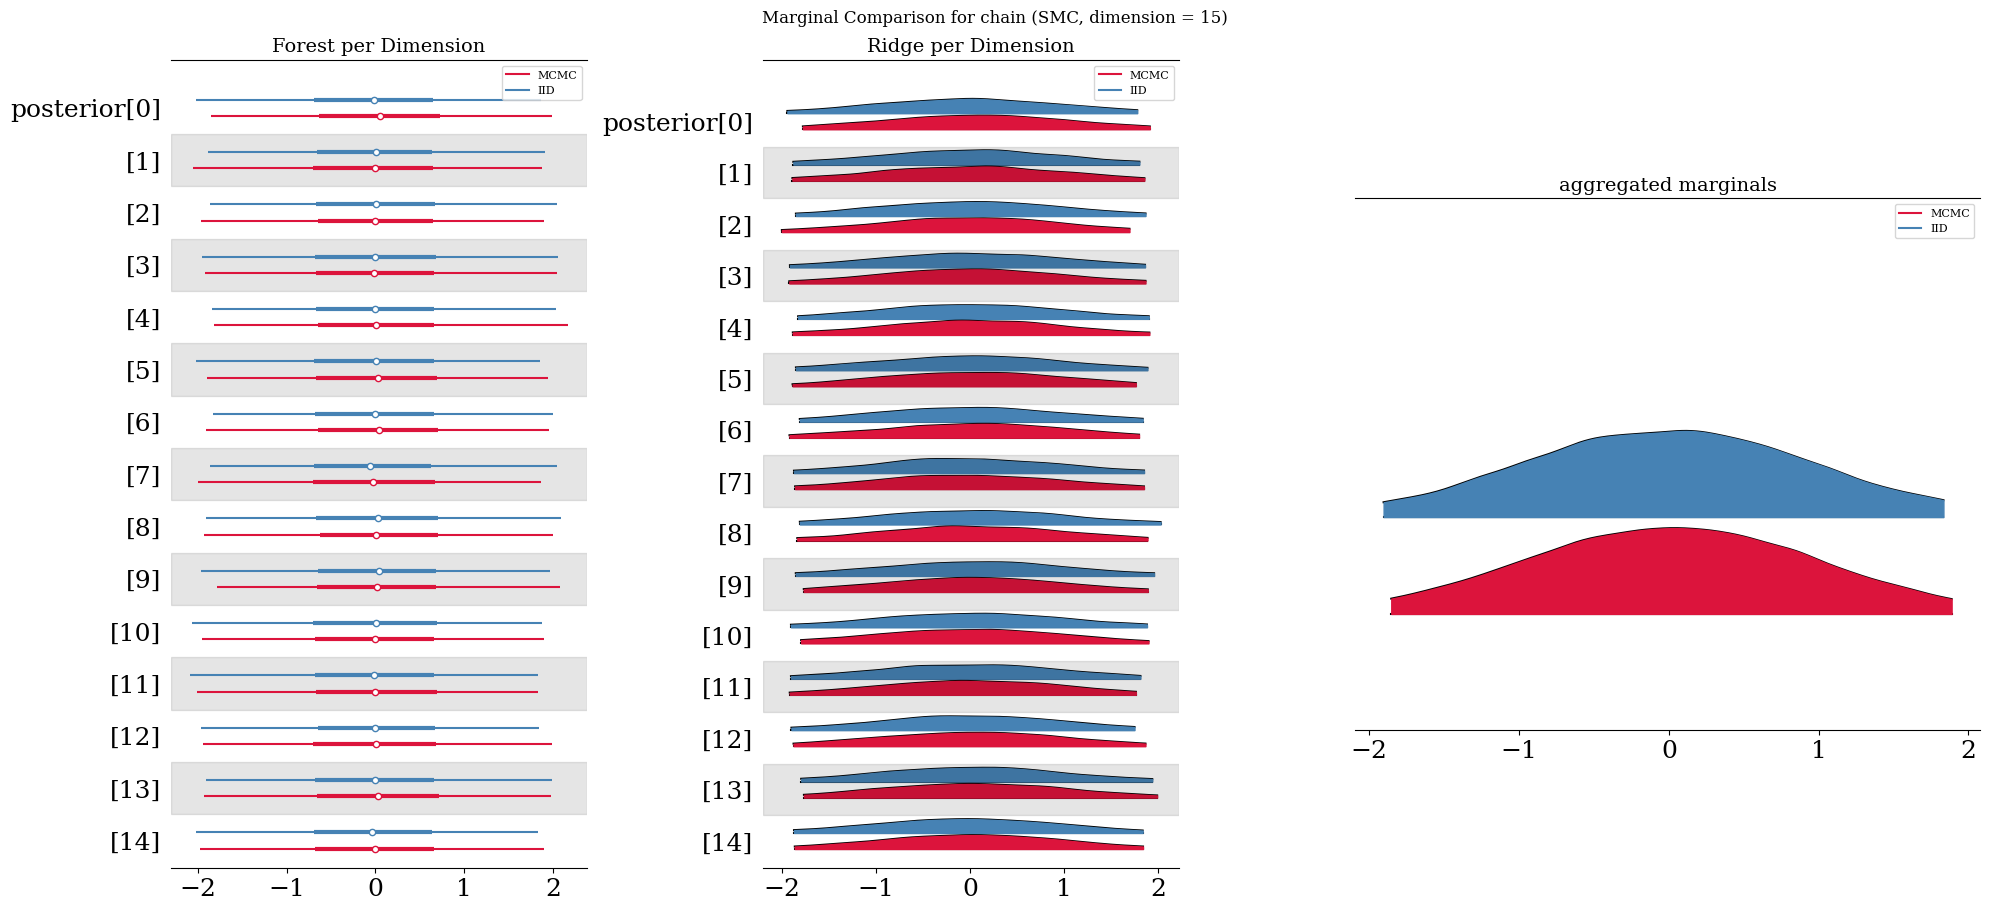 Marginal Comparison for chain (SMC, dimension = 15)
Forest per Dimension
MCMC
IID
posterior[0]
[1]
[2]
[3]
[4]
[5]
[6]
[7]
[8]
[9]
[10]
[11]
[12]
[13]
[14]
−2 −1 0 1 2
Ridge per Dimension
MCMC
IID
posterior[0]
[1]
[2]
[3]
[4]
[5]
[6]
[7]
[8]
[9]
[10]
[11]
[12]
[13]
[14]
−2 −1 0 1 2
aggregated marginals
MCMC
IID
−2 −1 0 1 2